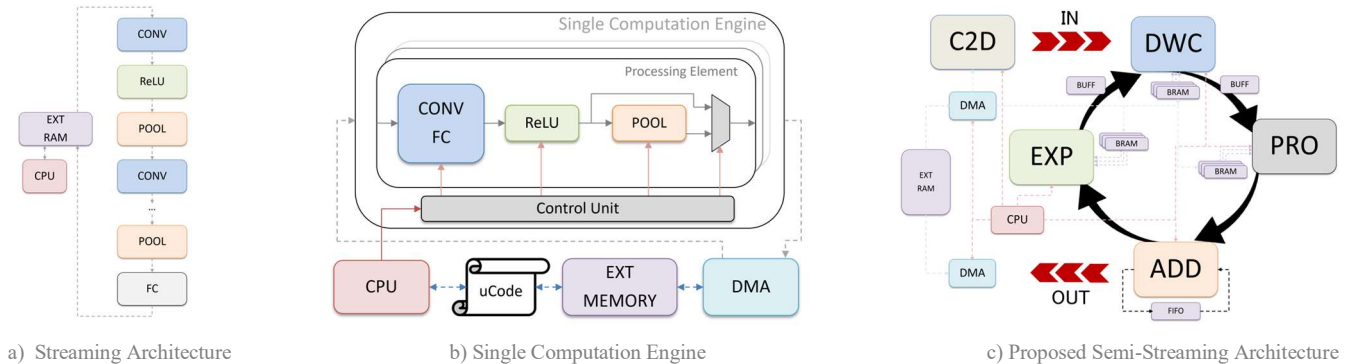 CONV
ReLU
POOL
CONV
...
POOL
FC
EXT
RAM
CPU
a) Streaming Architecture
Single Computation Engine
Processing Element
CONV
FC
ReLU
POOL
Control Unit
CPU
uCode
EXT
MEMORY
DMA
b) Single Computation Engine
C2D
IN
DWC
BUFF
BRAM
BUFF
DMA
EXP
BRAM
BRAM
PRO
EXT
RAM
CPU
DMA
OUT
ADD
FIFO
c) Proposed Semi-Streaming Architecture